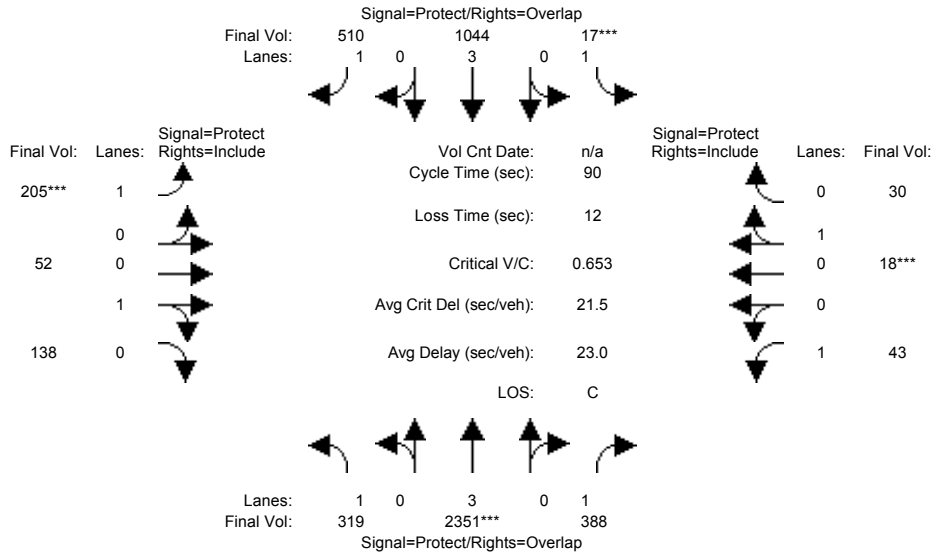 Signal=Protect/Rights=Overlap
Final Vol: 510 1044 17***
Lanes: 1 0 3 0 1
Signal=Protect Signal=Protect
Final Vol: Lanes: Rights=Include Vol Cnt Date: n/a Rights=Include Lanes: Final Vol:
Cycle Time (sec): 90
205*** 1 0 30
Loss Time (sec): 12
0 1
52 0 Critical V/C: 0.653 0 18***
1 Avg Crit Del (sec/veh): 21.5 0
138 0 Avg Delay (sec/veh): 23.0 1 43
LOS: C
Lanes: 1 0 3 0 1
Final Vol: 319 2351*** 388
Signal=Protect/Rights=Overlap